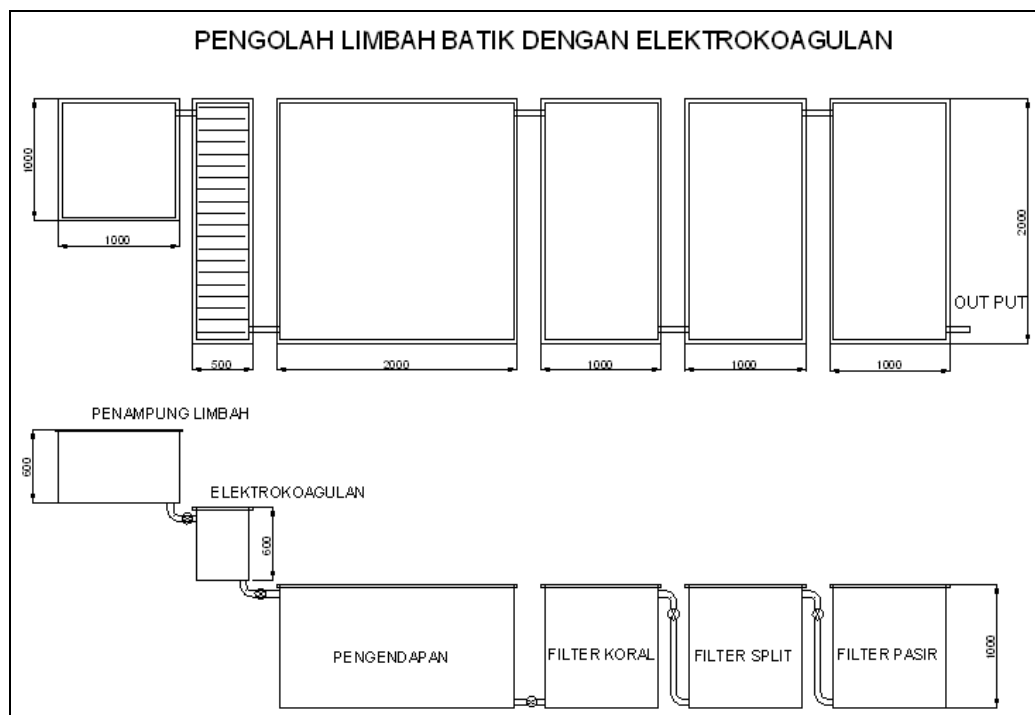 PENGOLAH LIMBAH BATIK DENGAN ELEKTROKOAGULAN
1000
1000
500
2000
1000
1000
1000
2000
OUT PUT
PENAMPUNG LIMBAH
600
ELEKTROKOAGULAN
600
PENGENDAPAN
FILTER KORAL
FILTER SPLIT
FILTER PASIR
1000